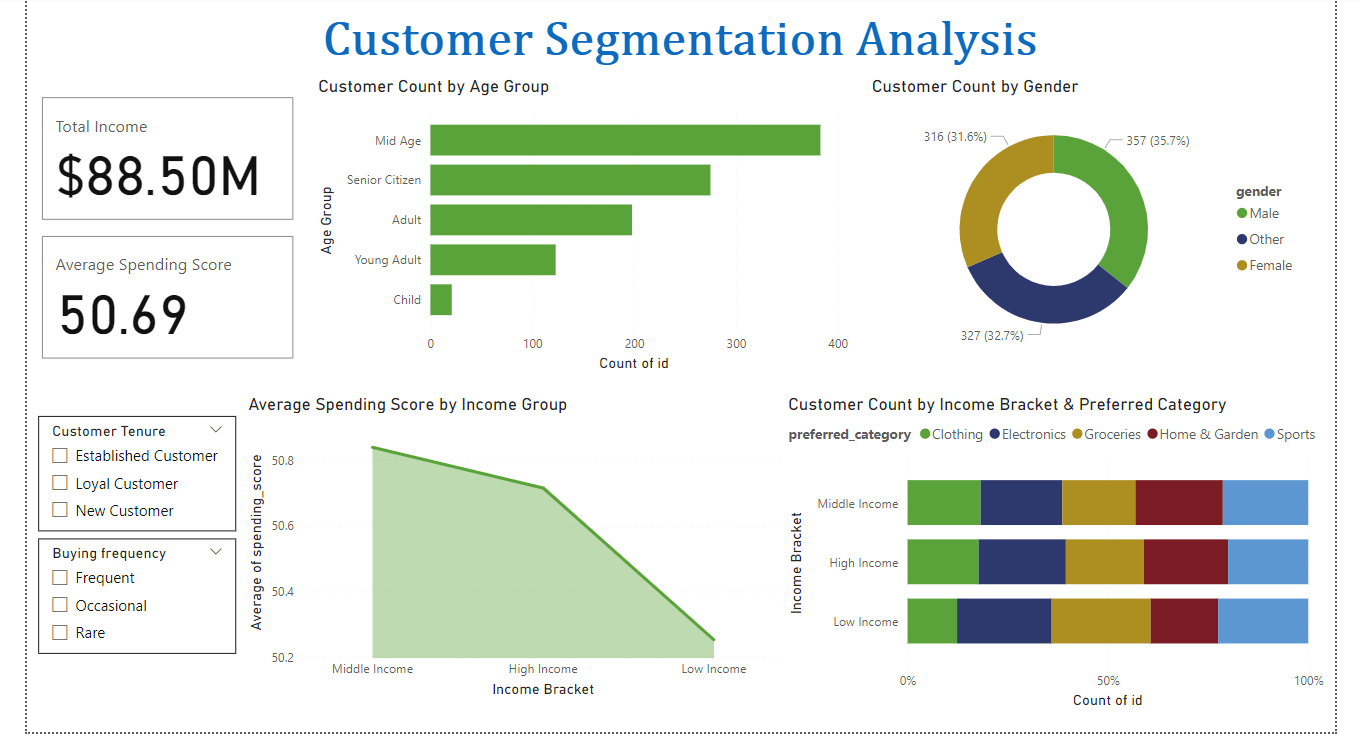 Customer Segmentation Analysis
Total Income
$88.50M
Average Spending Score
50.69
Customer Count by Age Group
Age Group
Mid Age
Senior Citizen
Adult
Young Adult
Child
0 100 200 300 400
Count of id
Customer Count by Gender
316 (31.6%)
357 (35.7%)
327 (32.7%)
gender
Male
Other
Female
Customer Tenure
Established Customer
Loyal Customer
New Customer
Buying frequency
Frequent
Occasional
Rare
Average Spending Score by Income Group
Average of spending_score
50.8
50.6
50.4
50.2
Middle Income High Income Low Income
Income Bracket
Customer Count by Income Bracket & Preferred Category
preferred_category Clothing Electronics Groceries Home & Garden Sports
Income Bracket
Middle Income
High Income
Low Income
0% 50% 100%
Count of id